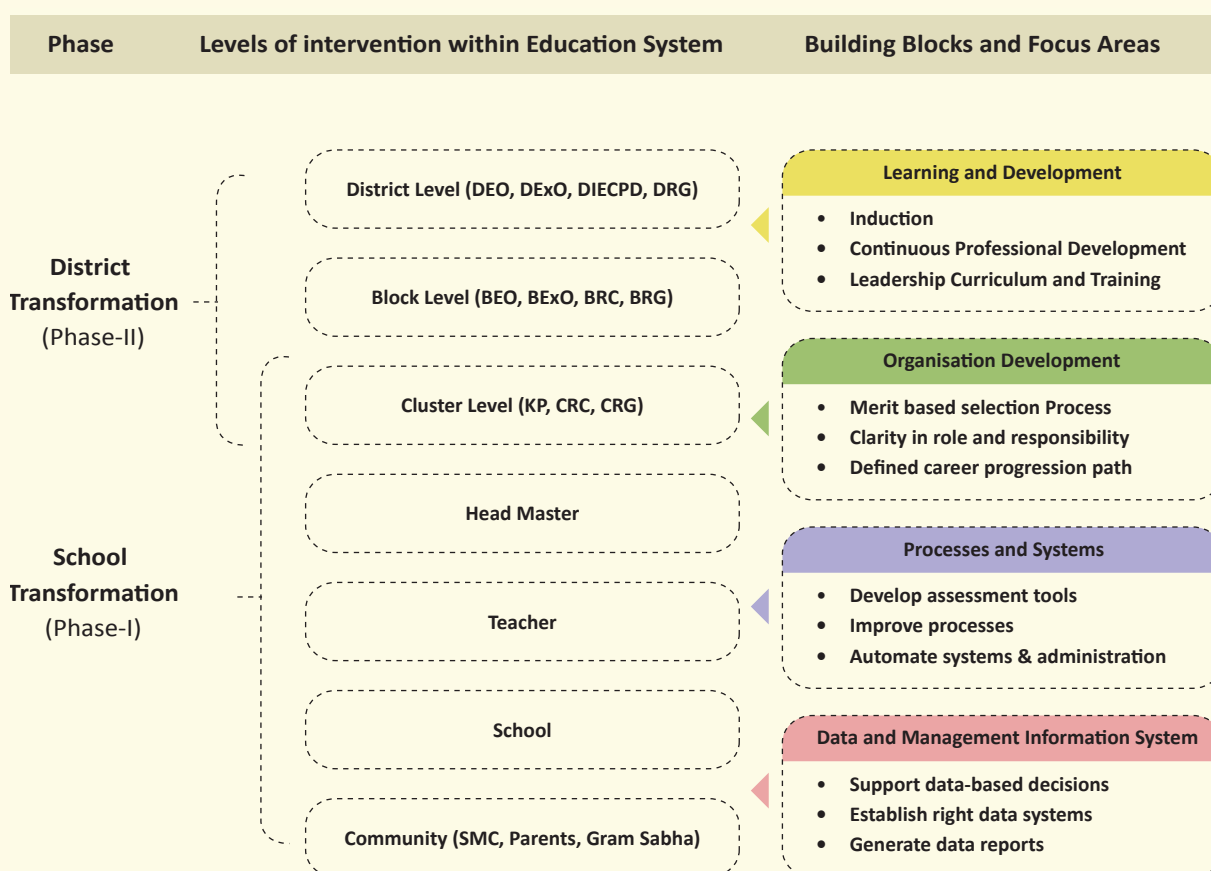 Phase
Levels of intervention within Education System
Building Blocks and Focus Areas
District
Transformation
(Phase-II)
School
Transformation
(Phase-I)
District Level (DEO, DExO, DIECPD, DRG)
Block Level (BEO, BExO, BRC, BRG)
Cluster Level (KP, CRC, CRG)
Head Master
Teacher
School
Community (SMC, Parents, Gram Sabha)
Learning and Development
• Induction
• Continuous Professional Development
• Leadership Curriculum and Training
Organisation Development
• Merit based selection Process
• Clarity in role and responsibility
• Defined career progression path
Processes and Systems
• Develop assessment tools
• Improve processes
• Automate systems & administration
Data and Management Information System
• Support data-based decisions
• Establish right data systems
• Generate data reports